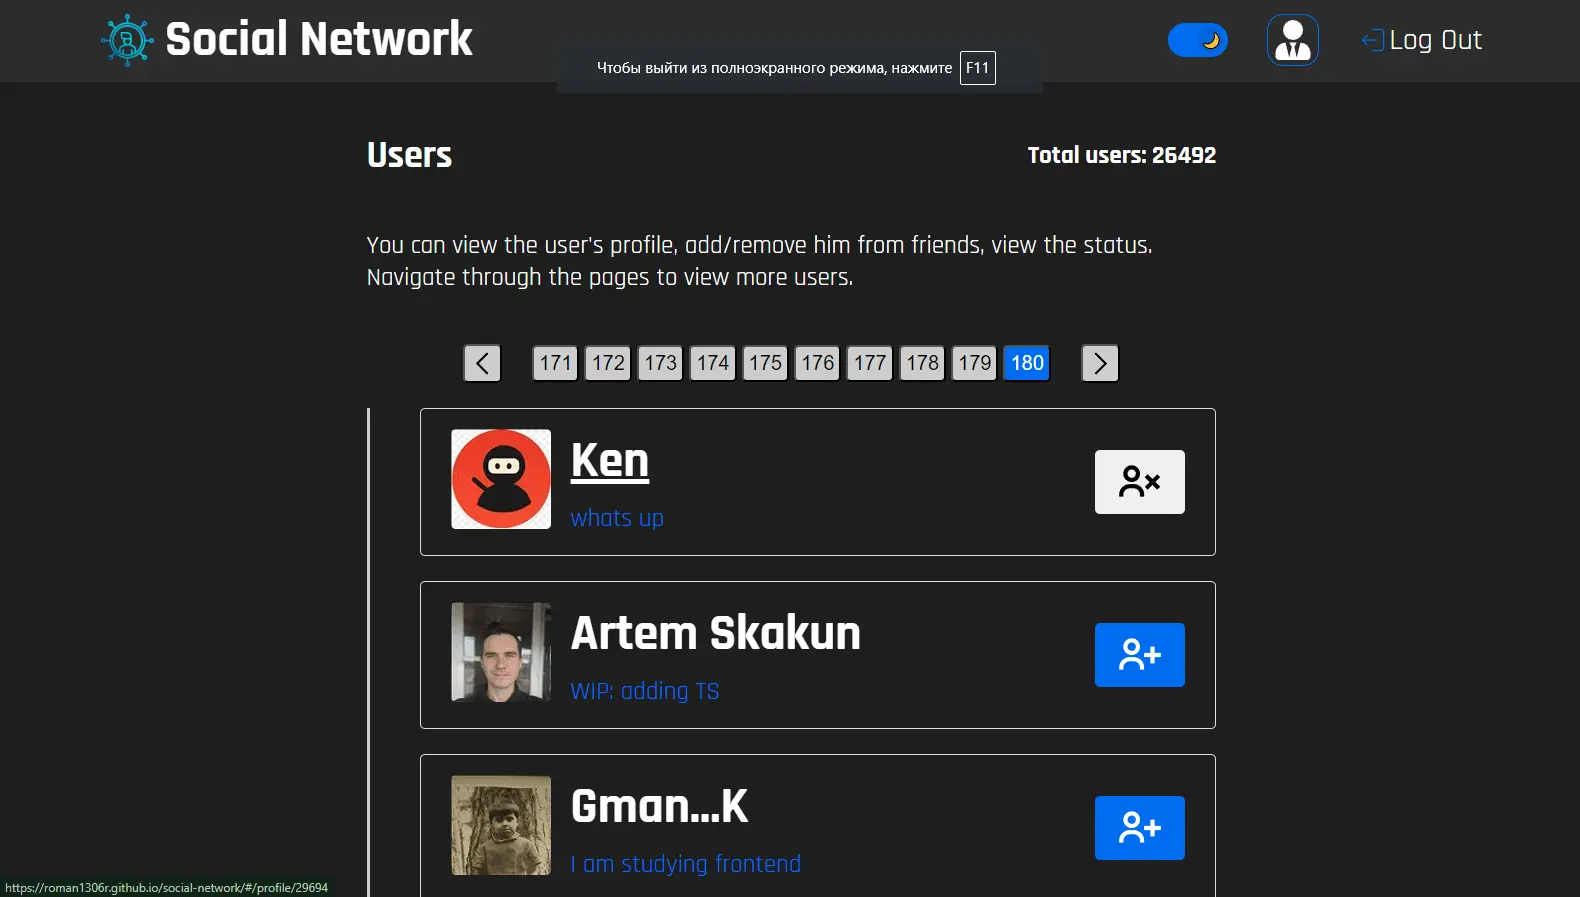 Social Network
Log Out
Чтобы выйти из полноэкранного режима, нажмите F11
Users
Total users: 26492
You can view the user's profile, add/remove him from friends, view the status.
Navigate through the pages to view more users.
171 172 173 174 175 176 177 178 179 180
Ken
whats up
Artem Skakun
WIP: adding TS
Gman...K
I am studying frontend
https://roman1306r.github.io/social-network/#/profile/29694